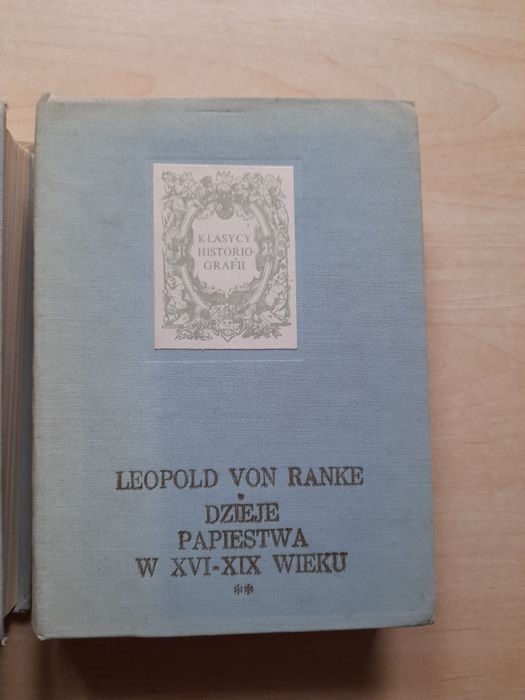 KLASYCY
HISTORIO-
GRAFII
LEOPOLD VON RANKE
•
DZIEJE
PAPIESTWA
W XVI-XIX WIEKU
**